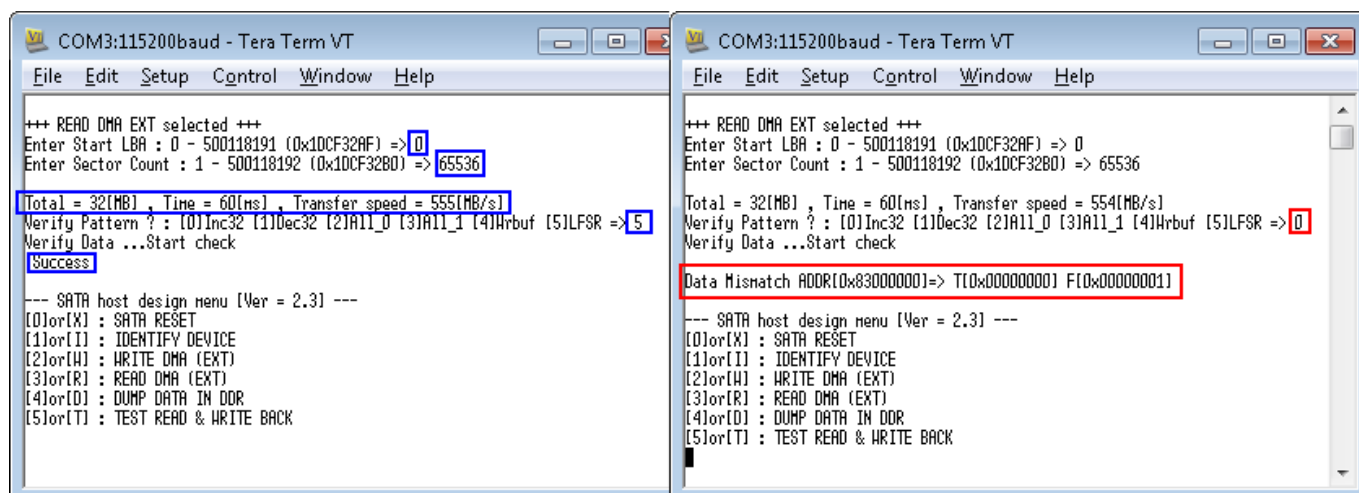 COM3:115200baud - Tera Term VT
File Edit Setup Control Window Help
+++ READ DMA EXT selected +++
Enter Start LBA : 0 - 500118191 (0x1DCF32AF) => 0
Enter Sector Count : 1 - 500118192 (0x1DCF32B0) => 65536
Total = 32[MB] , Time = 60[ms] , Transfer speed = 555[MB/s]
Verify Pattern ? : [0]Inc32 [1]Dec32 [2]All_0 [3]All_1 [4]Wrbuf [5]LFSR => 5
Verify Data ...Start check
Success
--- SATA host design menu [Ver = 2.3] ---
[0]or[X] : SATA RESET
[1]or[I] : IDENTIFY DEVICE
[2]or[W] : WRITE DMA (EXT)
[3]or[R] : READ DMA (EXT)
[4]or[D] : DUMP DATA IN DDR
[5]or[T] : TEST READ & WRITE BACK
COM3:115200baud - Tera Term VT
File Edit Setup Control Window Help
+++ READ DMA EXT selected +++
Enter Start LBA : 0 - 500118191 (0x1DCF32AF) => 0
Enter Sector Count : 1 - 500118192 (0x1DCF32B0) => 65536
Total = 32[MB] , Time = 60[ms] , Transfer speed = 554[MB/s]
Verify Pattern ? : [0]Inc32 [1]Dec32 [2]All_0 [3]All_1 [4]Wrbuf [5]LFSR => 0
Verify Data ...Start check
Data Mismatch ADDR[0x83000000]=> T[0x00000000] F[0x00000001]
--- SATA host design menu [Ver = 2.3] ---
[0]or[X] : SATA RESET
[1]or[I] : IDENTIFY DEVICE
[2]or[W] : WRITE DMA (EXT)
[3]or[R] : READ DMA (EXT)
[4]or[D] : DUMP DATA IN DDR
[5]or[T] : TEST READ & WRITE BACK